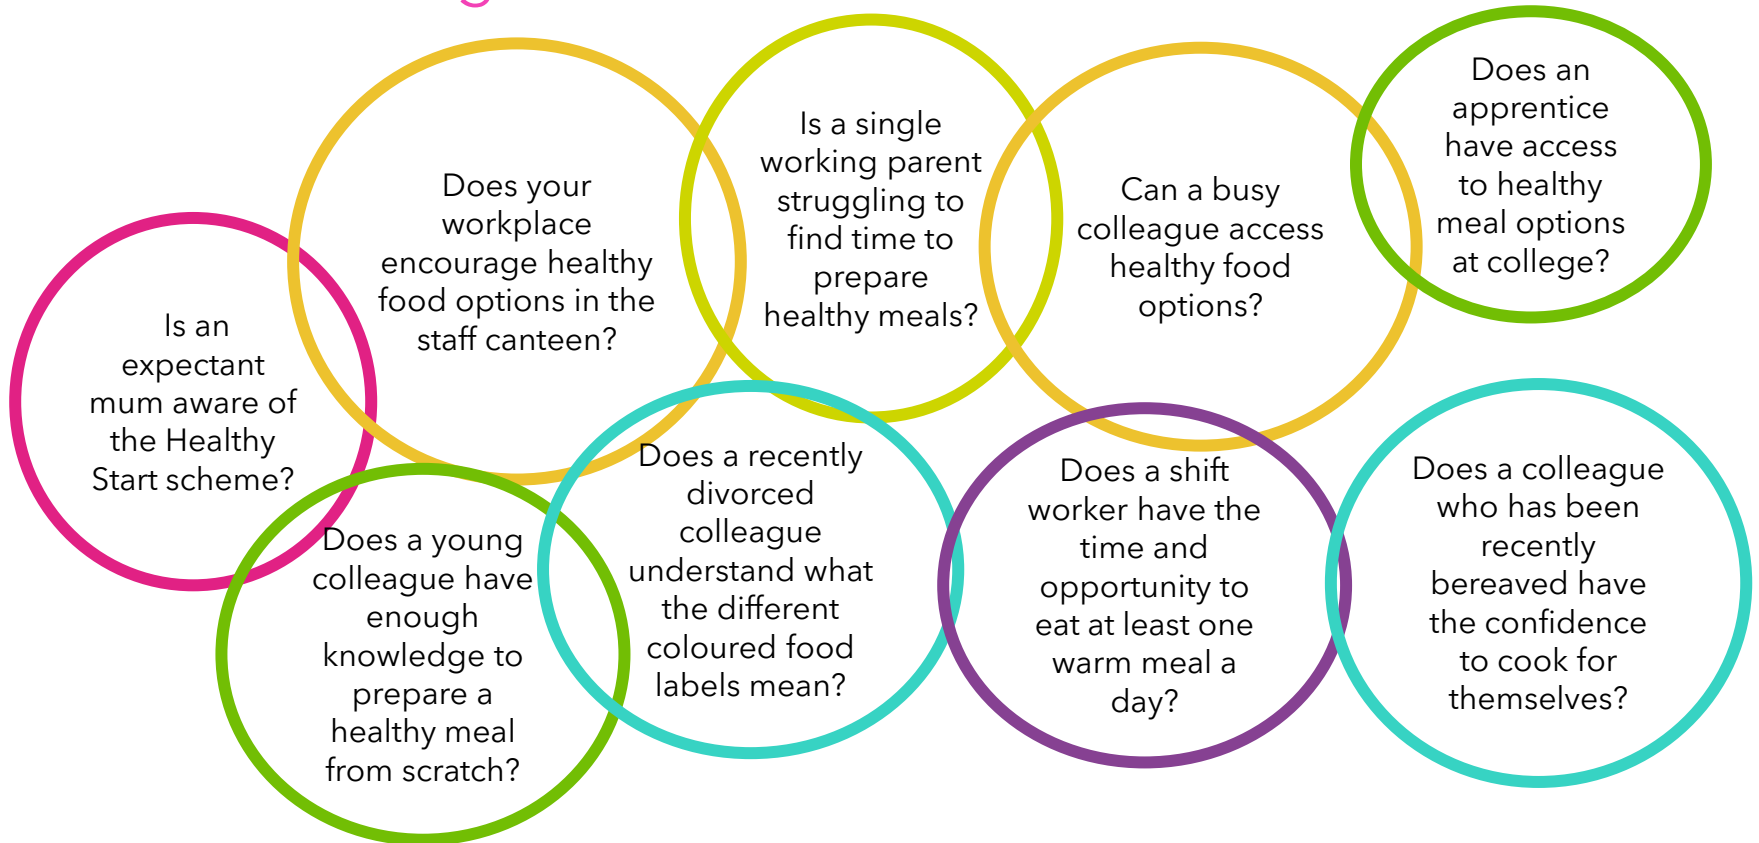 Is an
expectant
mum aware of
the Healthy
Start scheme?
Does your
workplace
encourage healthy
food options in the
staff canteen?
Is a single
working parent
struggling to
find time to
prepare
healthy meals?
Can a busy
colleague access
healthy food
options?
Does an
apprentice
have access
to healthy
meal options
at college?
Does a young
colleague have
enough
knowledge to
prepare a
healthy meal
from scratch?
Does a recently
divorced
colleague
understand what
the different
coloured food
labels mean?
Does a shift
worker have the
time and
opportunity to
eat at least one
warm meal a
day?
Does a colleague
who has been
recently
bereaved have
the confidence
to cook for
themselves?